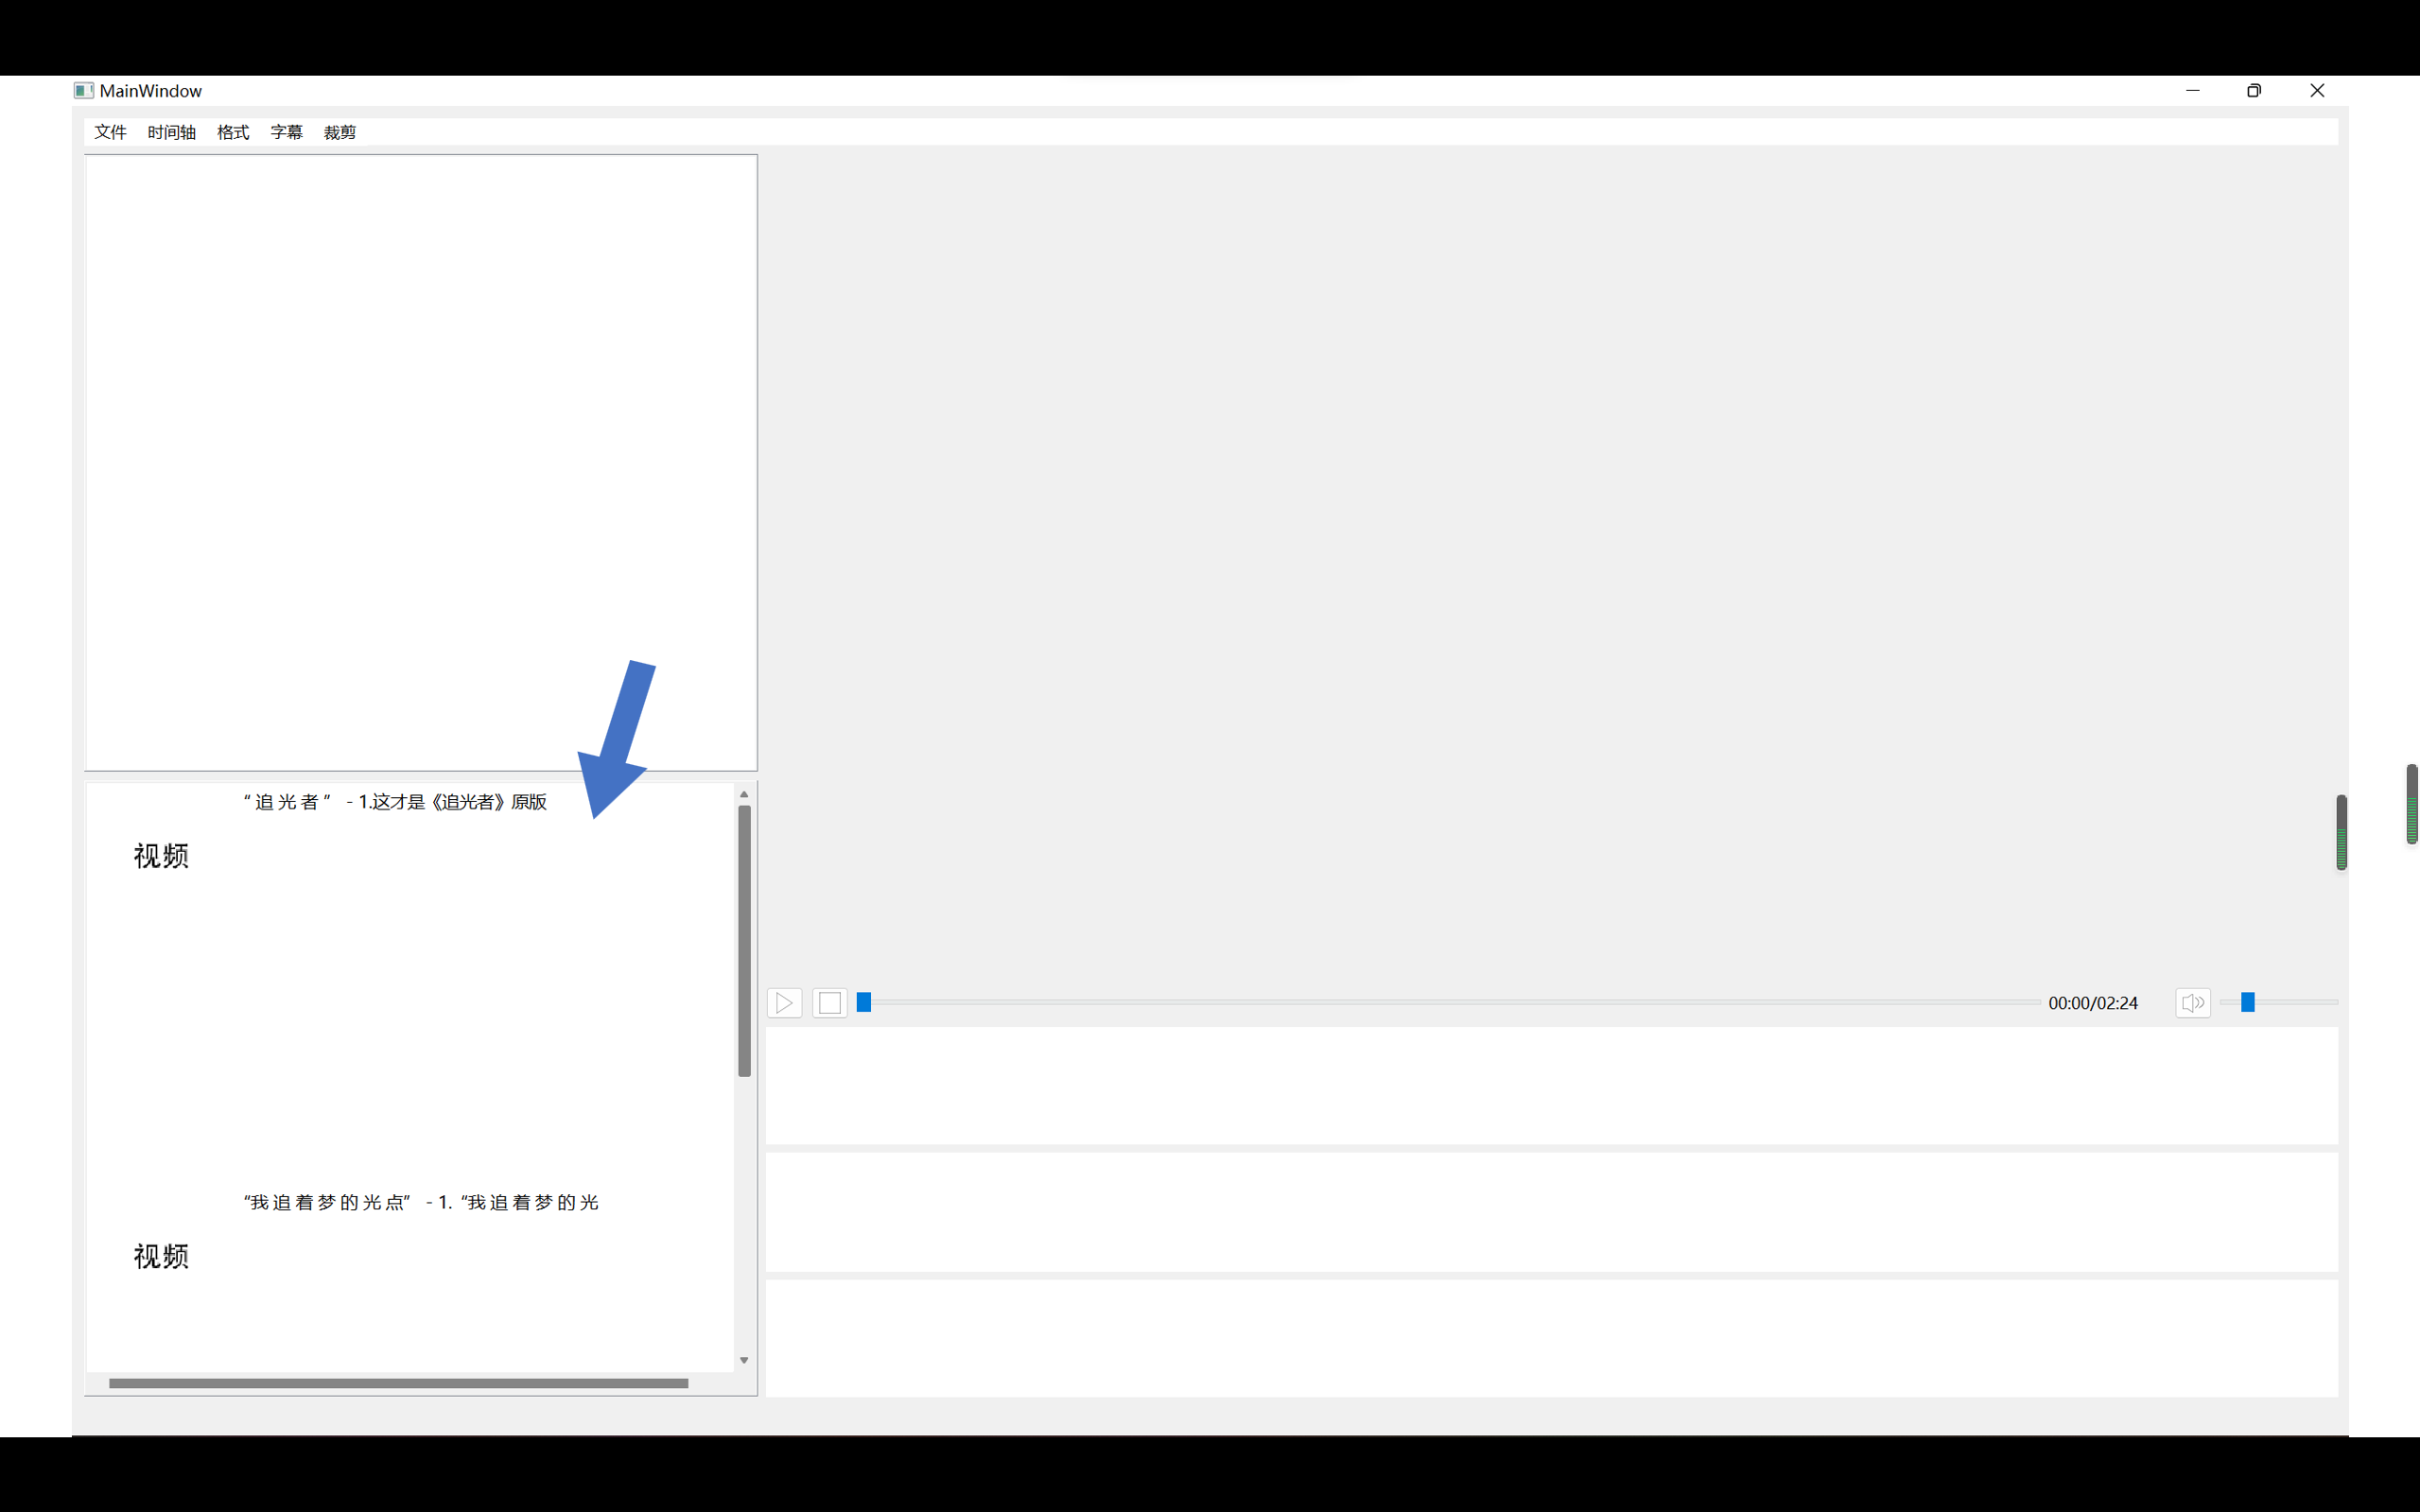 MainWindow
文件 时间轴 格式 字幕 裁剪
“ 追 光 者 ” - 1.这才是《追光者》原版
视频
00:00/02:24
“我 追 着 梦 的 光 点” - 1. “我 追 着 梦 的 光
视频